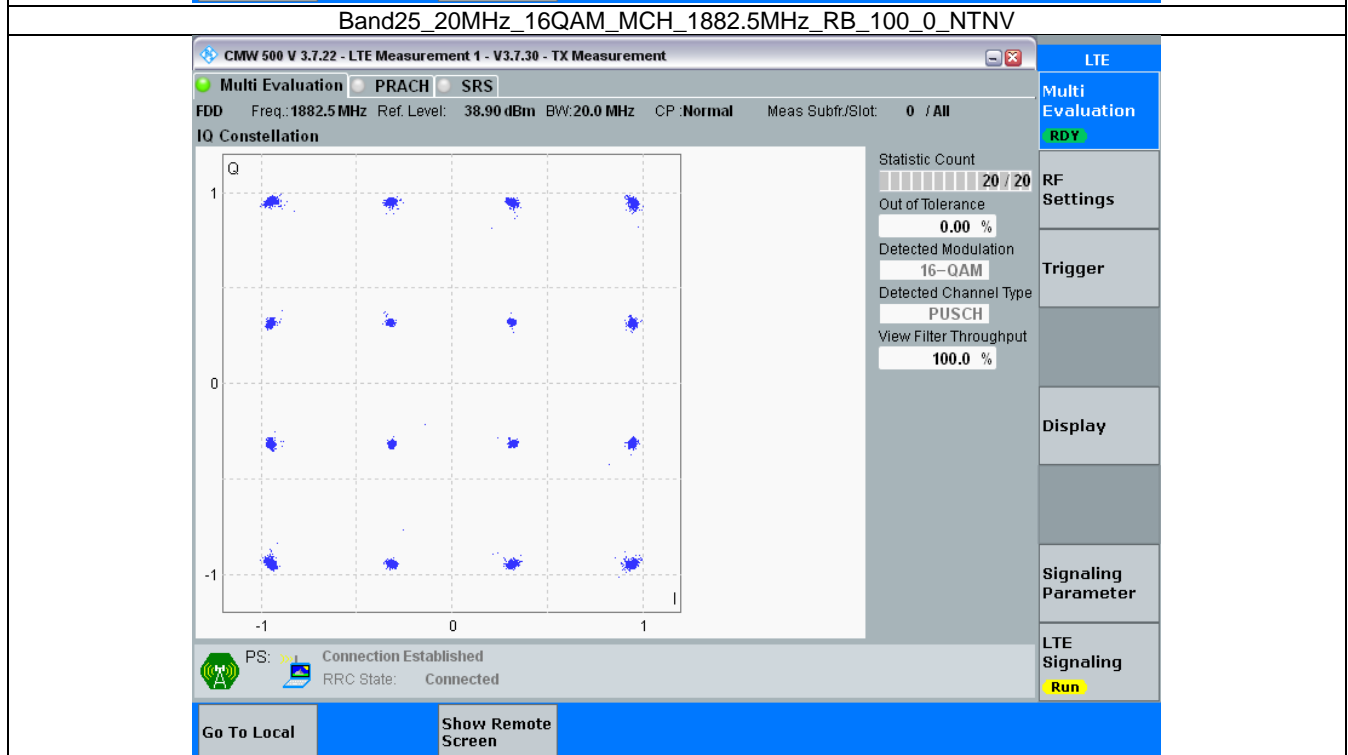 Band25_20MHz_16QAM_MCH_1882.5MHz_RB_100_0_NTNV
CMW 500 V 3.7.22 - LTE Measurement 1 - V3.7.30 - TX Measurement
LTE
Multi Evaluation PRACH SRS
Multi
Evaluation
RDY
FDD Freq.: 1882.5 MHz Ref. Level: 38.90 dBm BW: 20.0 MHz CP : Normal Meas Subfr./Slot: 0 / All
IQ Constellation
Q
1
0
-1
I
-1 0 1
Statistic Count
20 / 20
Out of Tolerance
0.00 %
Detected Modulation
16-QAM
Detected Channel Type
PUSCH
View Filter Throughput
100.0 %
RF
Settings
Trigger
Display
Signaling
Parameter
LTE
Signaling
Run
PS: Connection Established
RRC State: Connected
Go To Local
Show Remote
Screen